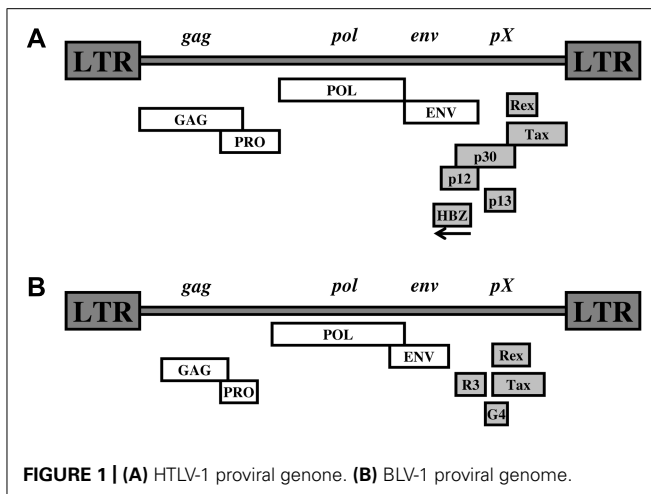 A
gag pol env pX
LTR LTR
POL
GAG ENV Rex
PRO Tax
p30
p12
p13
HBZ
B
gag pol env pX
LTR LTR
POL
ENV Rex
GAG
PRO R3 Tax
G4
FIGURE 1 | (A) HTLV-1 proviral genone. (B) BLV-1 proviral genome.